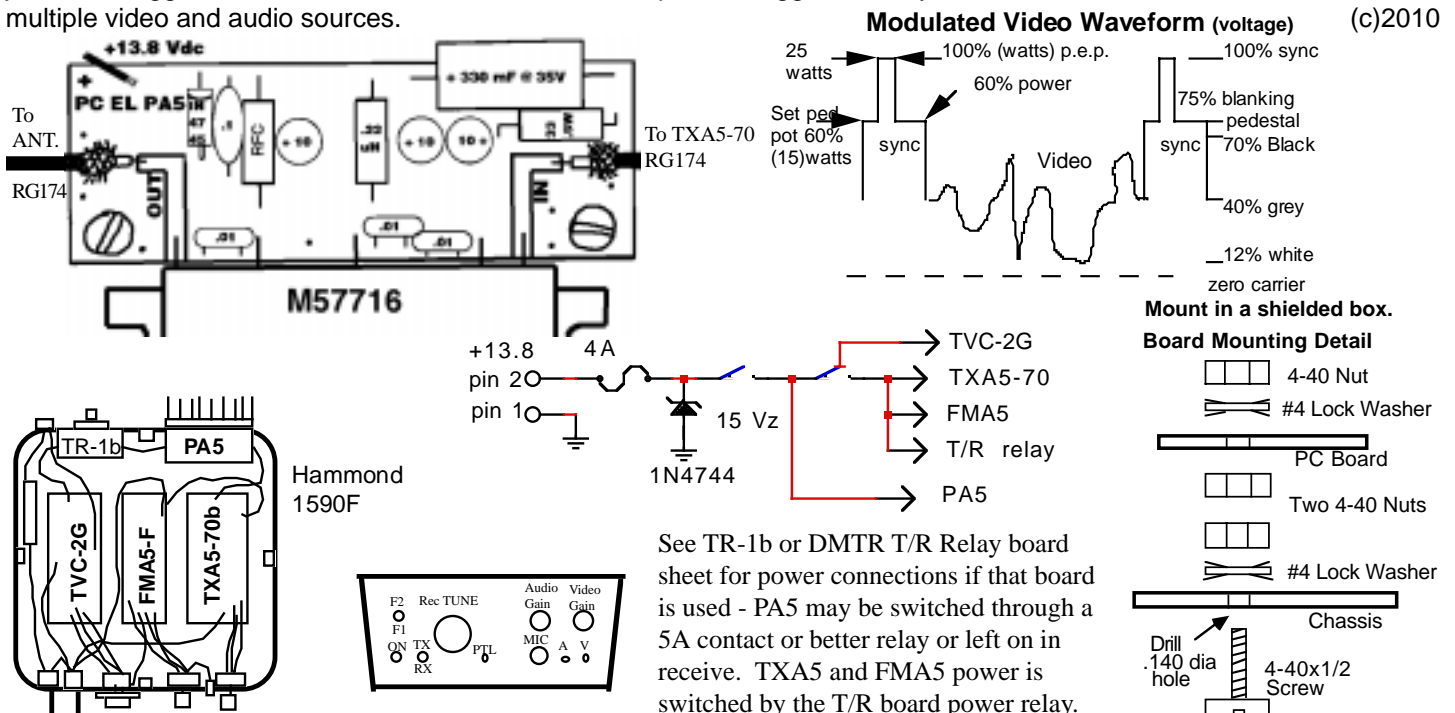 multiple video and audio sources.
Modulated Video Waveform (voltage)
(c)2010
+13.8 Vdc
+ 330 mF @ 35V
PC EL PA5
47
.1
RFC
+ 10
+ 10
10 +
33
To
ANT.
RG174
OUT
IN
To TXA5-70
RG174
.01
.01
.01
M57716
25
watts
100% (watts) p.e.p.
60% power
Set ped
pot 60%
(15)watts
sync
Video
sync
100% sync
75% blanking
pedestal
70% Black
40% grey
12% white
zero carrier
Mount in a shielded box.
Board Mounting Detail
4-40 Nut
#4 Lock Washer
PC Board
Two 4-40 Nuts
#4 Lock Washer
Chassis
Drill
.140 dia
hole
4-40x1/2
Screw
+13.8
4A
pin 2
pin 1
15 Vz
1N4744
TVC-2G
TXA5-70
FMA5
T/R relay
PA5
TR-1b
PA5
TVC-2G
FMA5-F
TXA5-70b
Hammond
1590F
F2
F1
Rec TUNE
Audio
Gain
Video
Gain
ON
TX
RX
PTL
MIC
A
V
See TR-1b or DMTR T/R Relay board
sheet for power connections if that board
is used - PA5 may be switched through a
5A contact or better relay or left on in
receive. TXA5 and FMA5 power is
switched by the T/R board power relay.